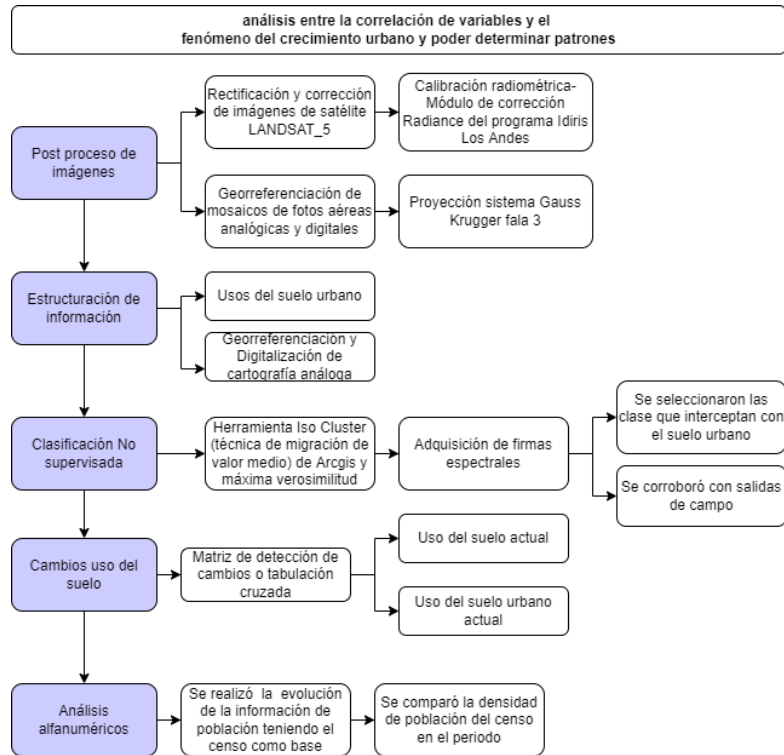 análisis entre la correlación de variables y el
fenómeno del crecimiento urbano y poder determinar patrones
Post proceso de
imágenes
Rectificación y corrección
de imágenes de satélite
LANDSAT_5
Calibración radiométrica-
Módulo de corrección
Radiance del programa Idiris
Los Andes
Georreferenciación de
mosaicos de fotos aéreas
analógicas y digitales
Proyección sistema Gauss
Krugger fala 3
Estructuración de
información
Usos del suelo urbano
Georreferenciación y
Digitalización de
cartografía análoga
Clasificación No
supervisada
Herramienta Iso Cluster
(técnica de migración de
valor medio) de Arcgis y
máxima verosimilitud
Adquisición de firmas
espectrales
Se seleccionaron las
clase que interceptan con
el suelo urbano
Se corroboró con salidas
de campo
Cambios uso del
suelo
Matriz de detección de
cambios o tabulación
cruzada
Uso del suelo actual
Uso del suelo urbano
actual
Análisis
alfanuméricos
Se realizó la evolución
de la información de
población teniendo el
censo como base
Se comparó la densidad
de población del censo
en el periodo